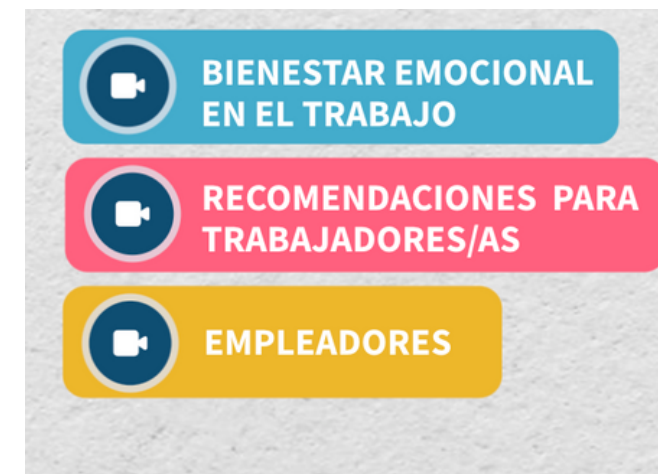 BIENESTAR EMOCIONAL
EN EL TRABAJO
RECOMENDACIONES PARA
TRABAJADORES/AS
EMPLEADORES